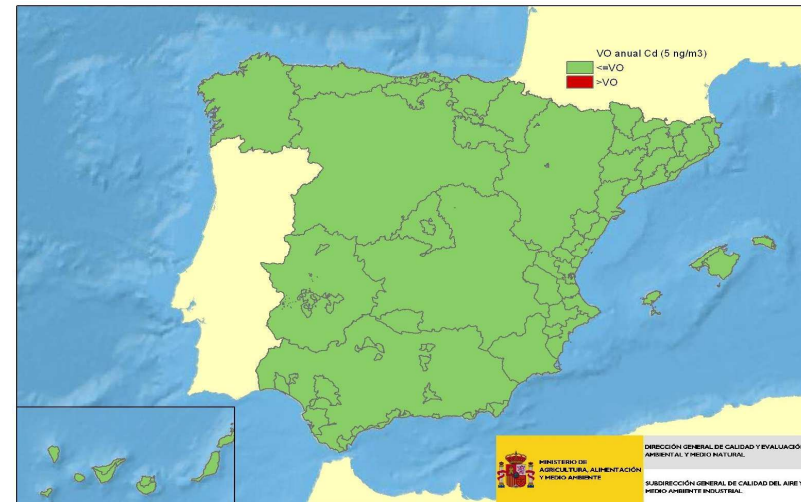 VO anual Cd (5 ng/m3)
<=VO
>VO
MINISTERIO DE
AGRICULTURA, ALIMENTACIÓN
Y MEDIO AMBIENTE
DIRECCIÓN GENERAL DE CALIDAD Y EVALUACIÓ
AMBIENTAL Y MEDIO NATURAL
SUBDIRECCIÓN GENERAL DE CALIDAD DEL AIRE Y
MEDIO AMBIENTE INDUSTRIAL